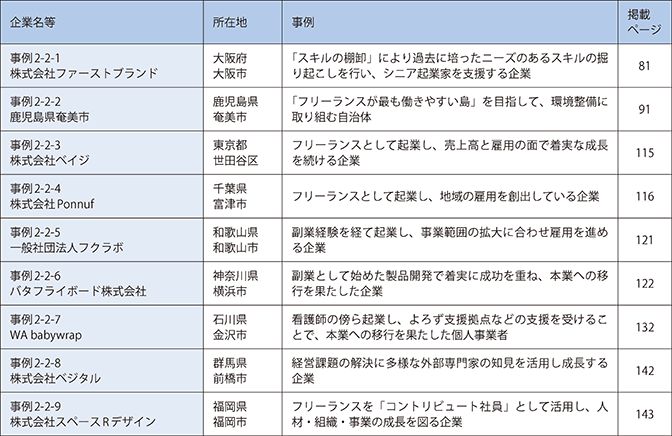 企業名等 所在地 事例 掲載
ページ
事例2-2-1 大阪府 「スキルの棚卸」により過去に培ったニーズのあるスキルの掘
株式会社ファーストブランド 大阪市 り起こしを行い、シニア起業家を支援する企業 81
事例2-2-2 鹿児島県 「フリーランスが最も働きやすい島」を目指して、環境整備に
鹿児島県奄美市 奄美市 取り組む自治体 91
事例2-2-3 東京都 フリーランスとして起業し、売上高と雇用の面で着実な成長
株式会社ベイジ 世田谷区 を続ける企業 115
事例2-2-4 千葉県 フリーランスとして起業し、地域の雇用を創出している企業 116
株式会社Ponnuf 富津市
事例2-2-5 和歌山県 副業経験を経て起業し、事業範囲の拡大に合わせ雇用を進め
一般社団法人フクラボ 和歌山市 る企業 121
事例2-2-6 神奈川県 副業として始めた製品開発で着実に成功を重ね、本業への移
バタフライボード株式会社 横浜市 行を果たした企業 122
事例2-2-7 石川県 看護師の傍ら起業し、よろず支援拠点などの支援を受けるこ
WA babywrap 金沢市 とで、本業への移行を果たした個人事業者 132
事例2-2-8 群馬県 経営課題の解決に多様な外部専門家の知見を活用し成長する
株式会社ベジタル 前橋市 企業 142
事例2-2-9 福岡県 フリーランスを「コントリビュート社員」として活用し、人
株式会社スペースRデザイン 福岡市 材・組織・事業の成長を図る企業 143